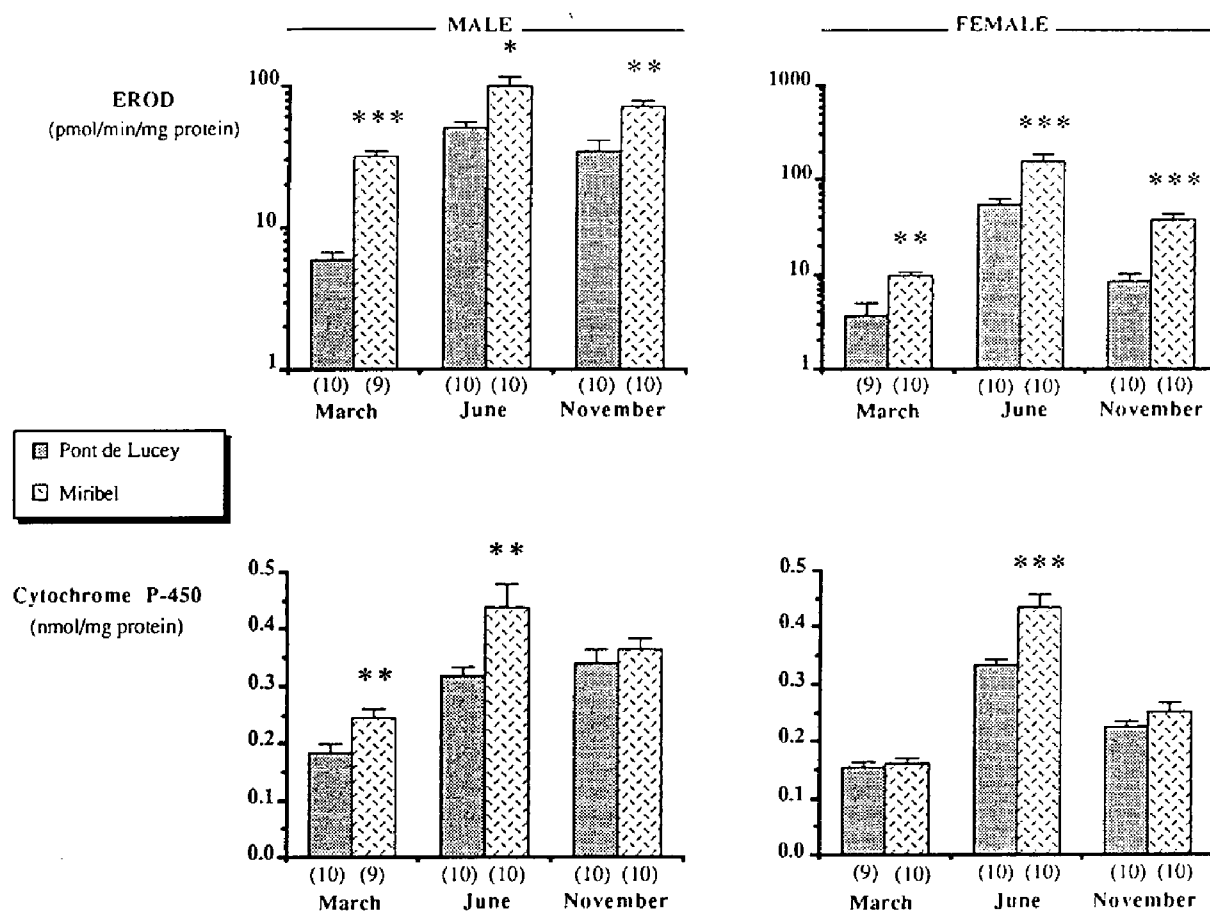 MALE
FEMALE
EROD
(pmol/min/mg protein)
100
10
1
*** * **
(10) (9) (10) (10) (10) (10)
March June November
1000
100
10
1
** *** ***
(9) (10) (10) (10) (10) (10)
March June November
Pont de Lucey
Miribel
Cytochrome P-450
(nmol/mg protein)
0.5
0.4
0.3
0.2
0.1
0.0
** **
(10) (9) (10) (10) (10) (10)
March June November
0.5
0.4
0.3
0.2
0.1
0.0
***
(9) (10) (10) (10) (10) (10)
March June November